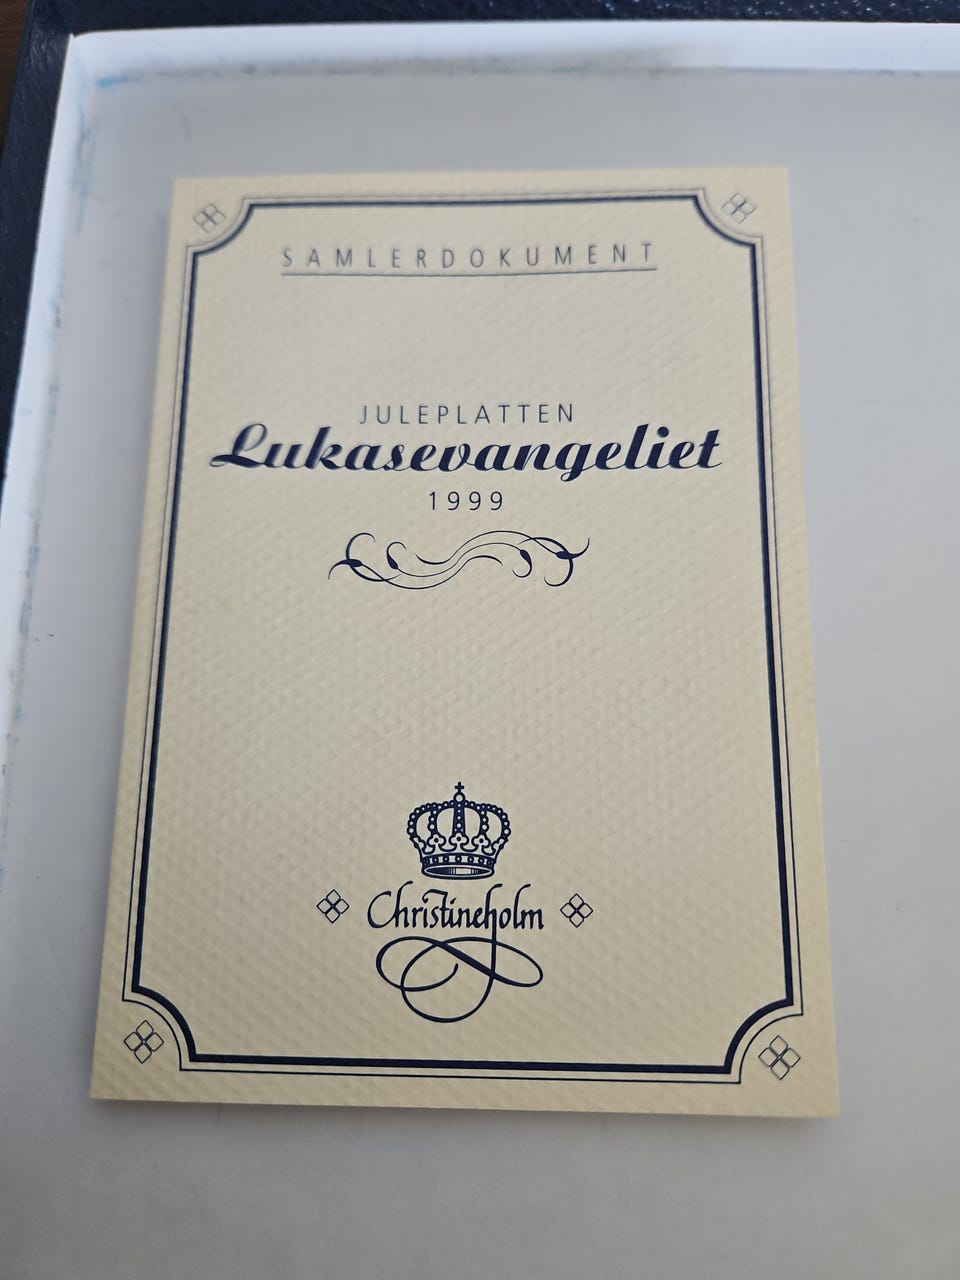 SAMLERDOKUMENT
JULEPLATTEN
Lukasevangeliet
1999
Christineholm